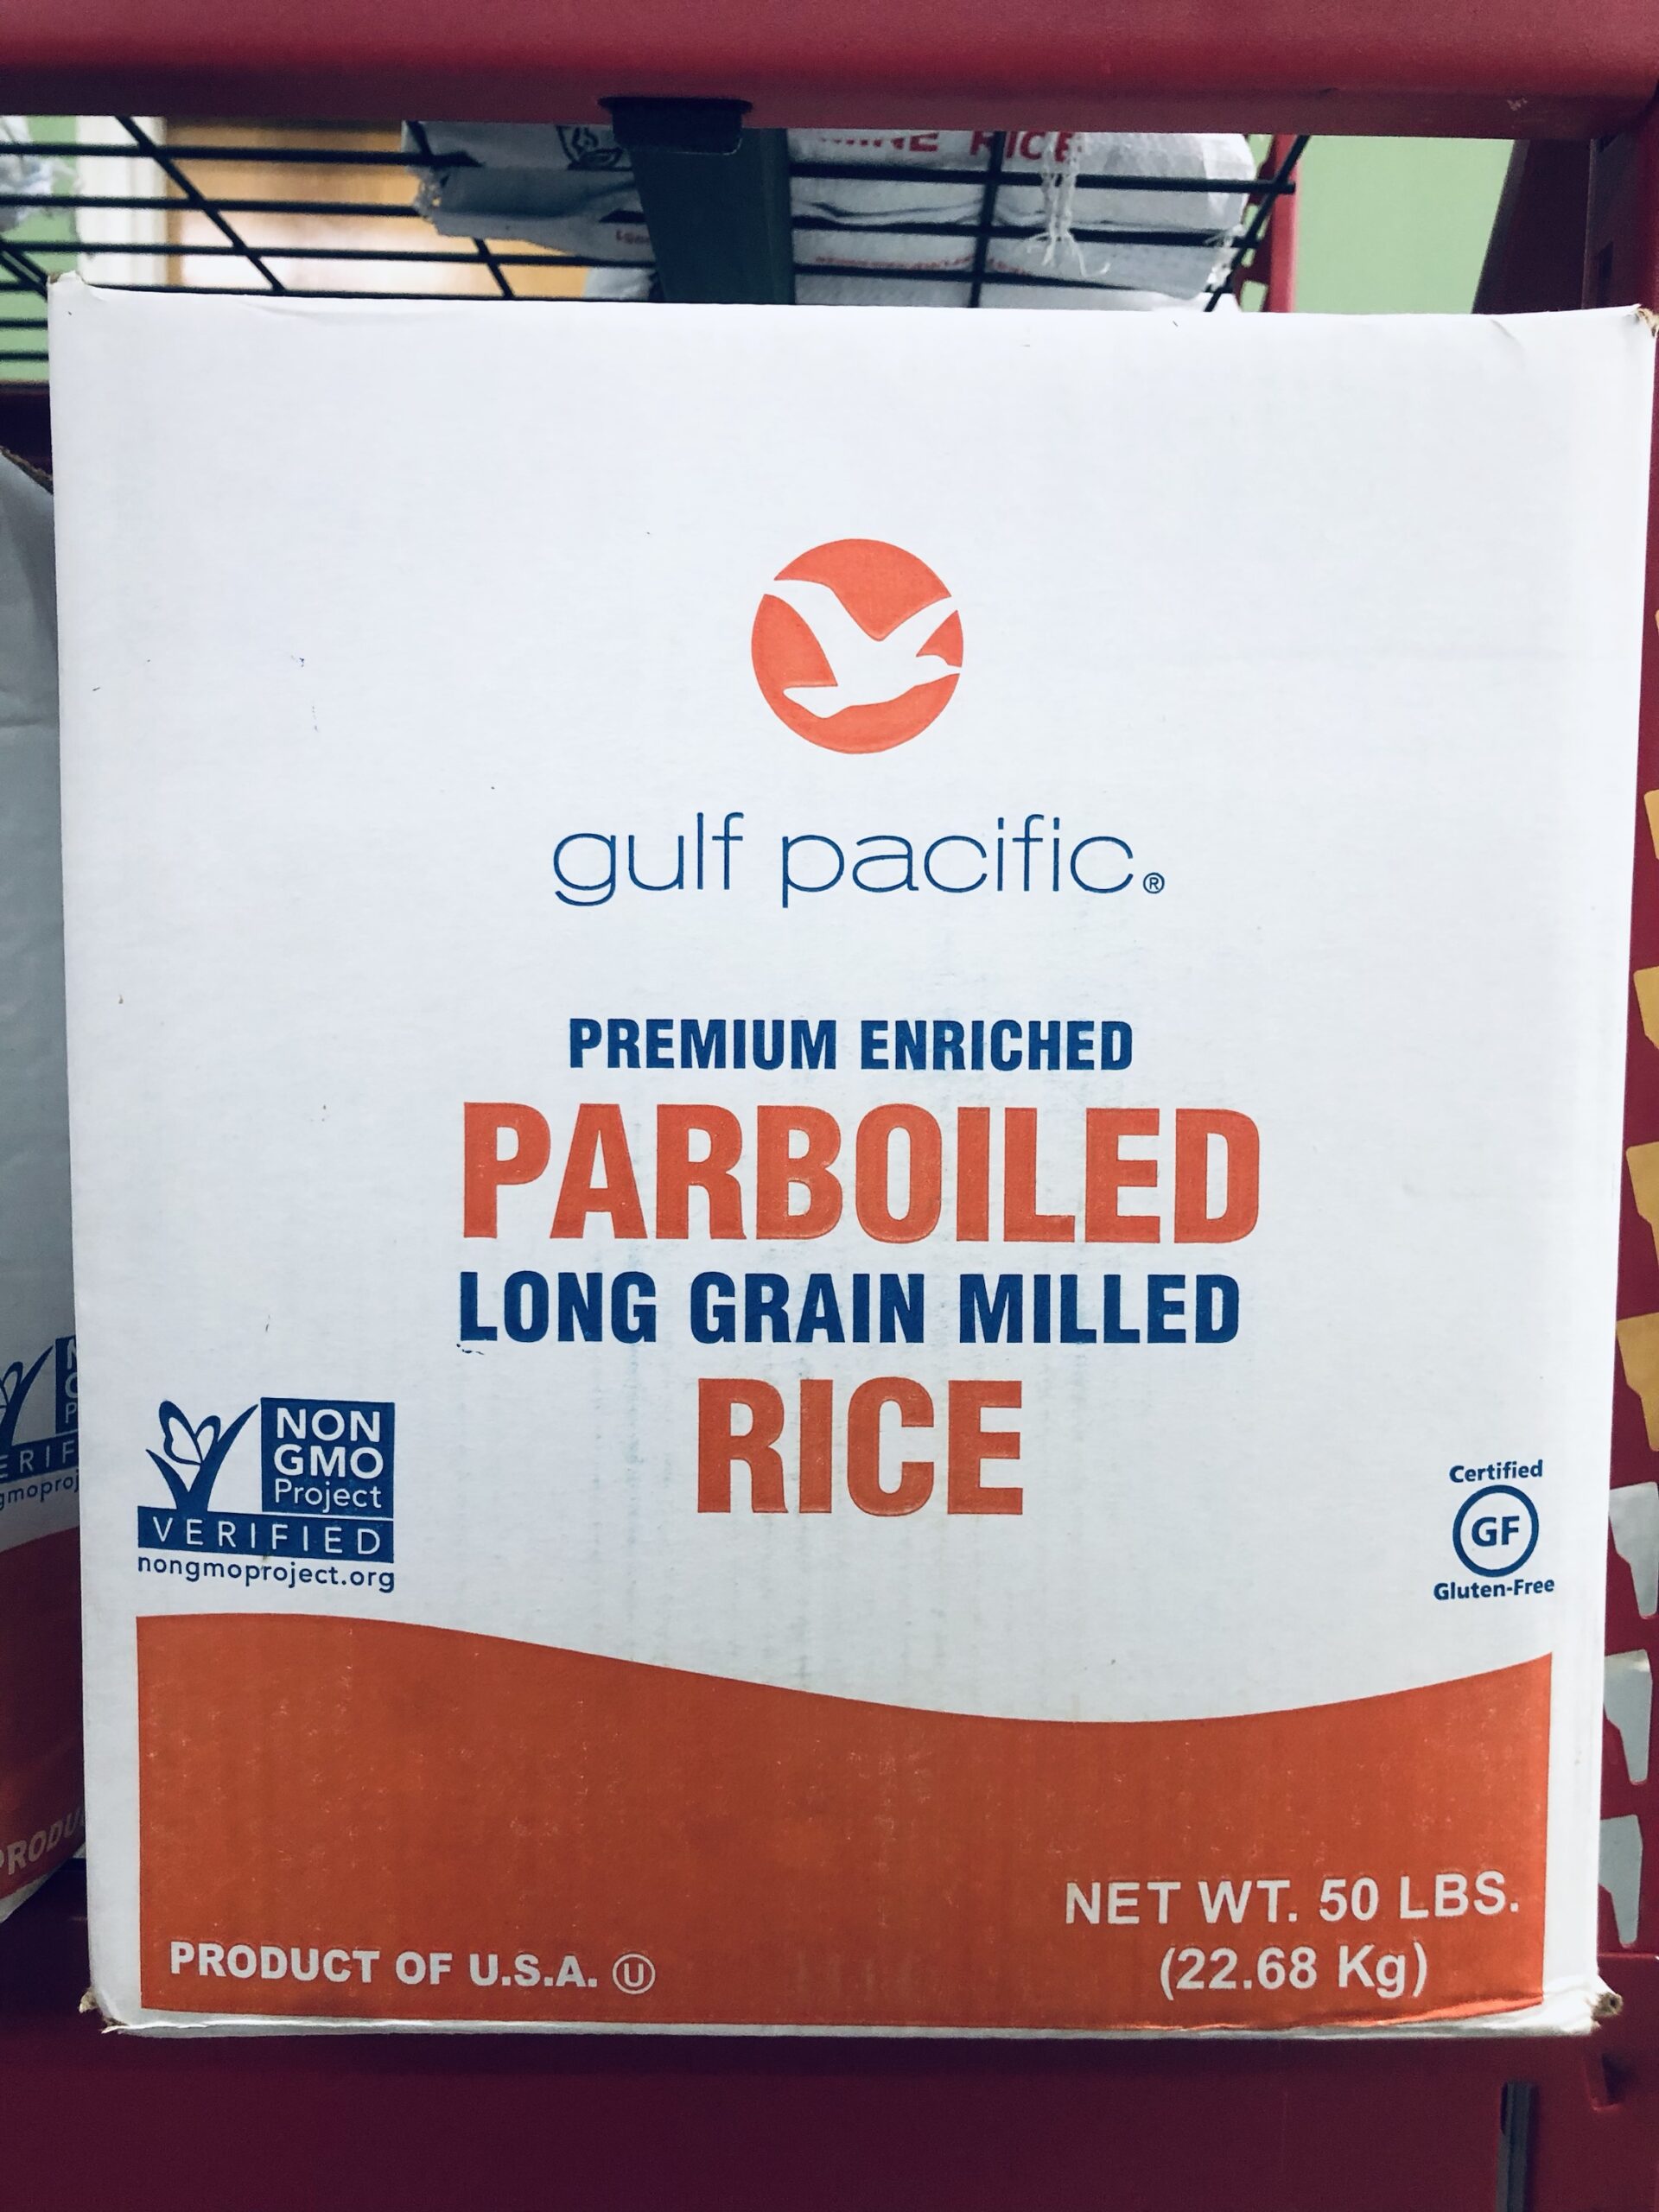 RICE
gulf pacific®
PREMIUM ENRICHED
PARBOILED
LONG GRAIN MILLED
RICE
NON
GMO
Project
VERIFIED
nongmoproject.org
Certified
GF
Gluten-Free
NET WT. 50 LBS.
(22.68 Kg)
PRODUCT OF U.S.A. Ⓤ